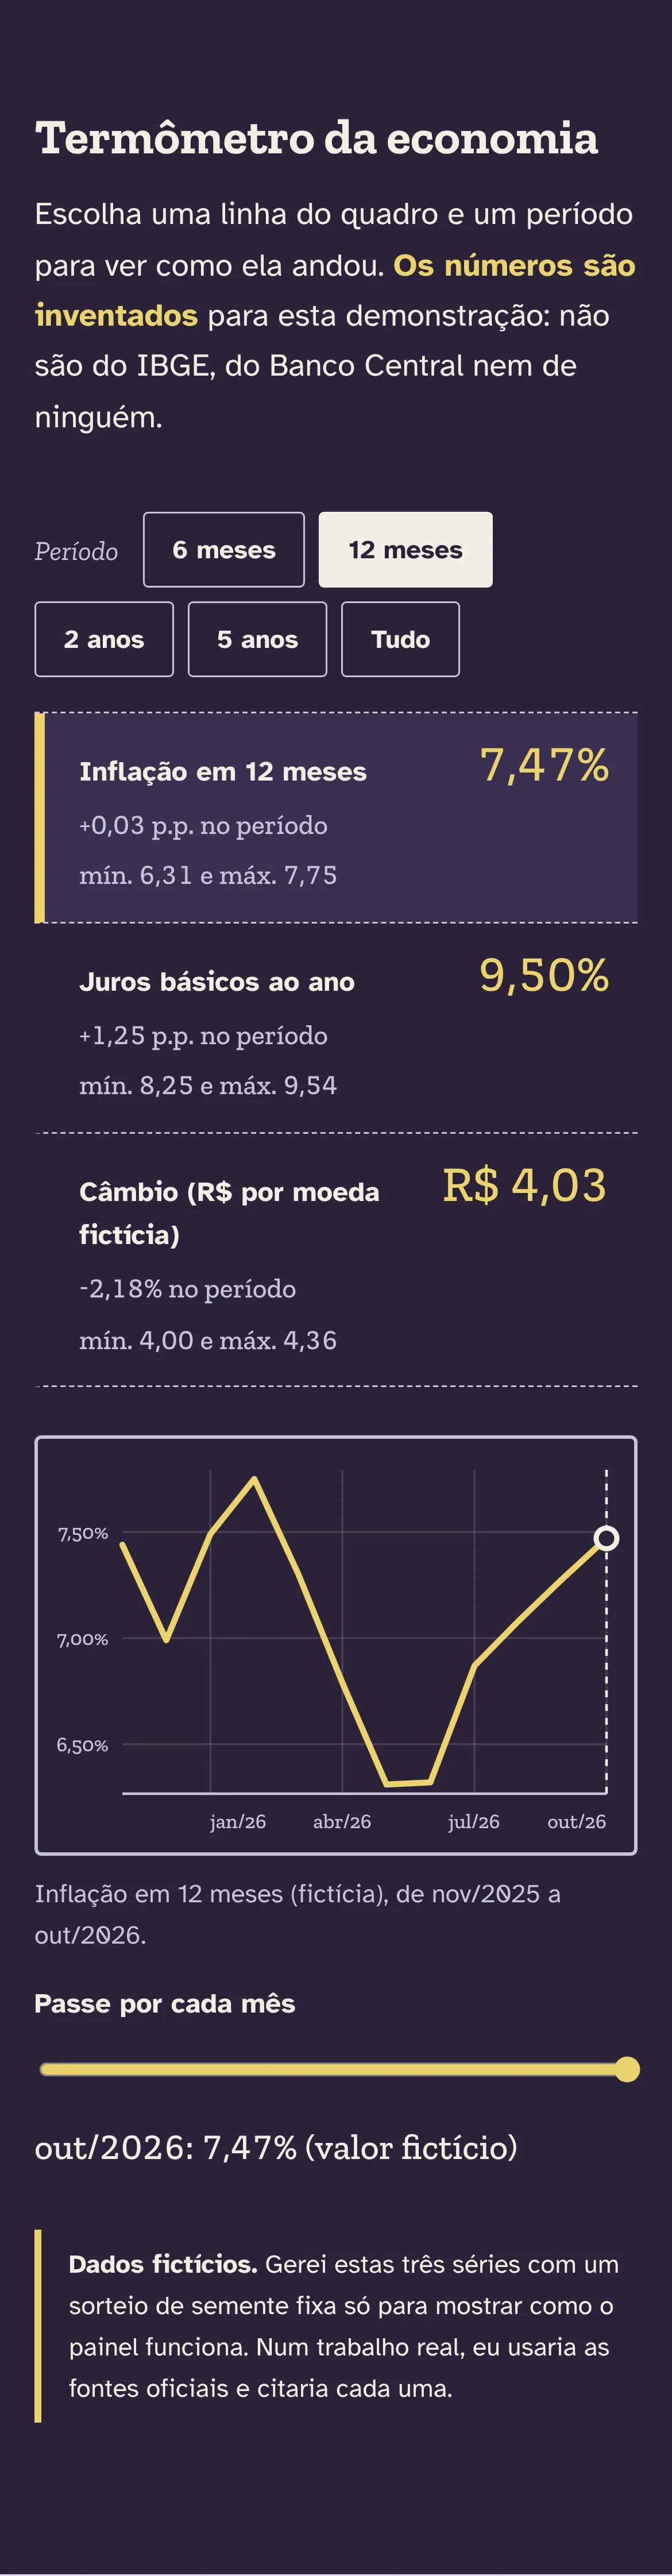 Termômetro da economia
Escolha uma linha do quadro e um período
para ver como ela andou. Os números são
inventados para esta demonstração: não
são do IBGE, do Banco Central nem de
ninguém.
Período
6 meses
12 meses
2 anos
5 anos
Tudo
Inflação em 12 meses
7,47%
+0,03 p.p. no período
mín. 6,31 e máx. 7,75
Juros básicos ao ano
9,50%
+1,25 p.p. no período
mín. 8,25 e máx. 9,54
Câmbio (R$ por moeda
fictícia)
R$ 4,03
-2,18% no período
mín. 4,00 e máx. 4,36
7,50%
7,00%
6,50%
jan/26
abr/26
jul/26
out/26
Inflação em 12 meses (fictícia), de nov/2025 a
out/2026.
Passe por cada mês
out/2026: 7,47% (valor fictício)
Dados fictícios. Gerei estas três séries com um
sorteio de semente fixa só para mostrar como o
painel funciona. Num trabalho real, eu usaria as
fontes oficiais e citaria cada uma.